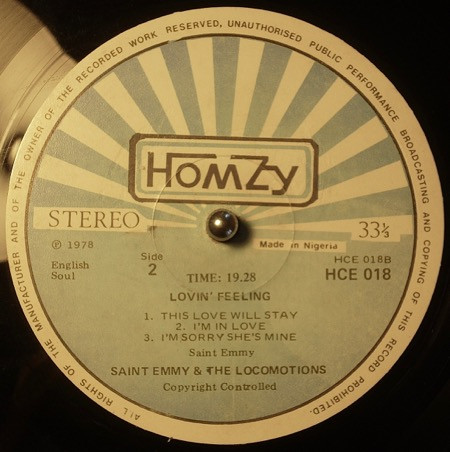 ALL RIGHTS OF THE MANUFACTURER AND OF THE OWNER OF THE RECORDED WORK RESERVED, UNAUTHORISED PUBLIC PERFORMANCE BROADCASTING AND COPYING OF THIS RECORD PROHIBITED-
HomZy
STEREO
33⅓
℗ 1978
Made in Nigeria
English
Soul
Side
2
HCE 018B
HCE 018
TIME: 19.28
LOVIN' FEELING
1. THIS LOVE WILL STAY
2. I'M IN LOVE
3. I'M SORRY SHE'S MINE
Saint Emmy
SAINT EMMY & THE LOCOMOTIONS
Copyright Controlled